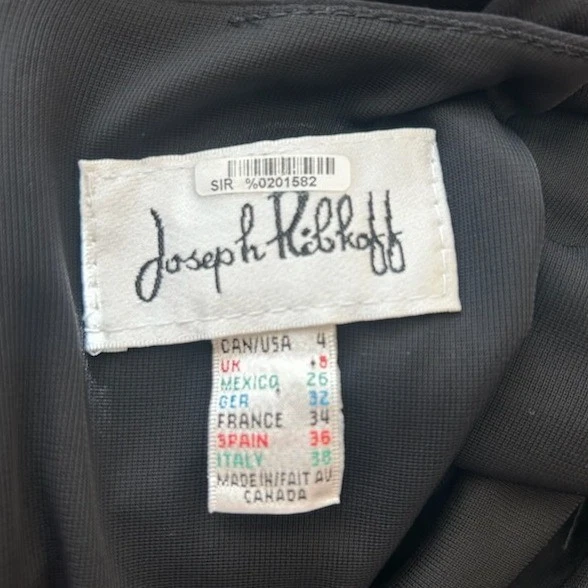 SIR %0201582
Joseph Ribkoff
CAN/USA 4
UK 8
MEXICO 26
GER 32
FRANCE 34
SPAIN 36
ITALY 38
MADE IN/FAIT AU
CANADA